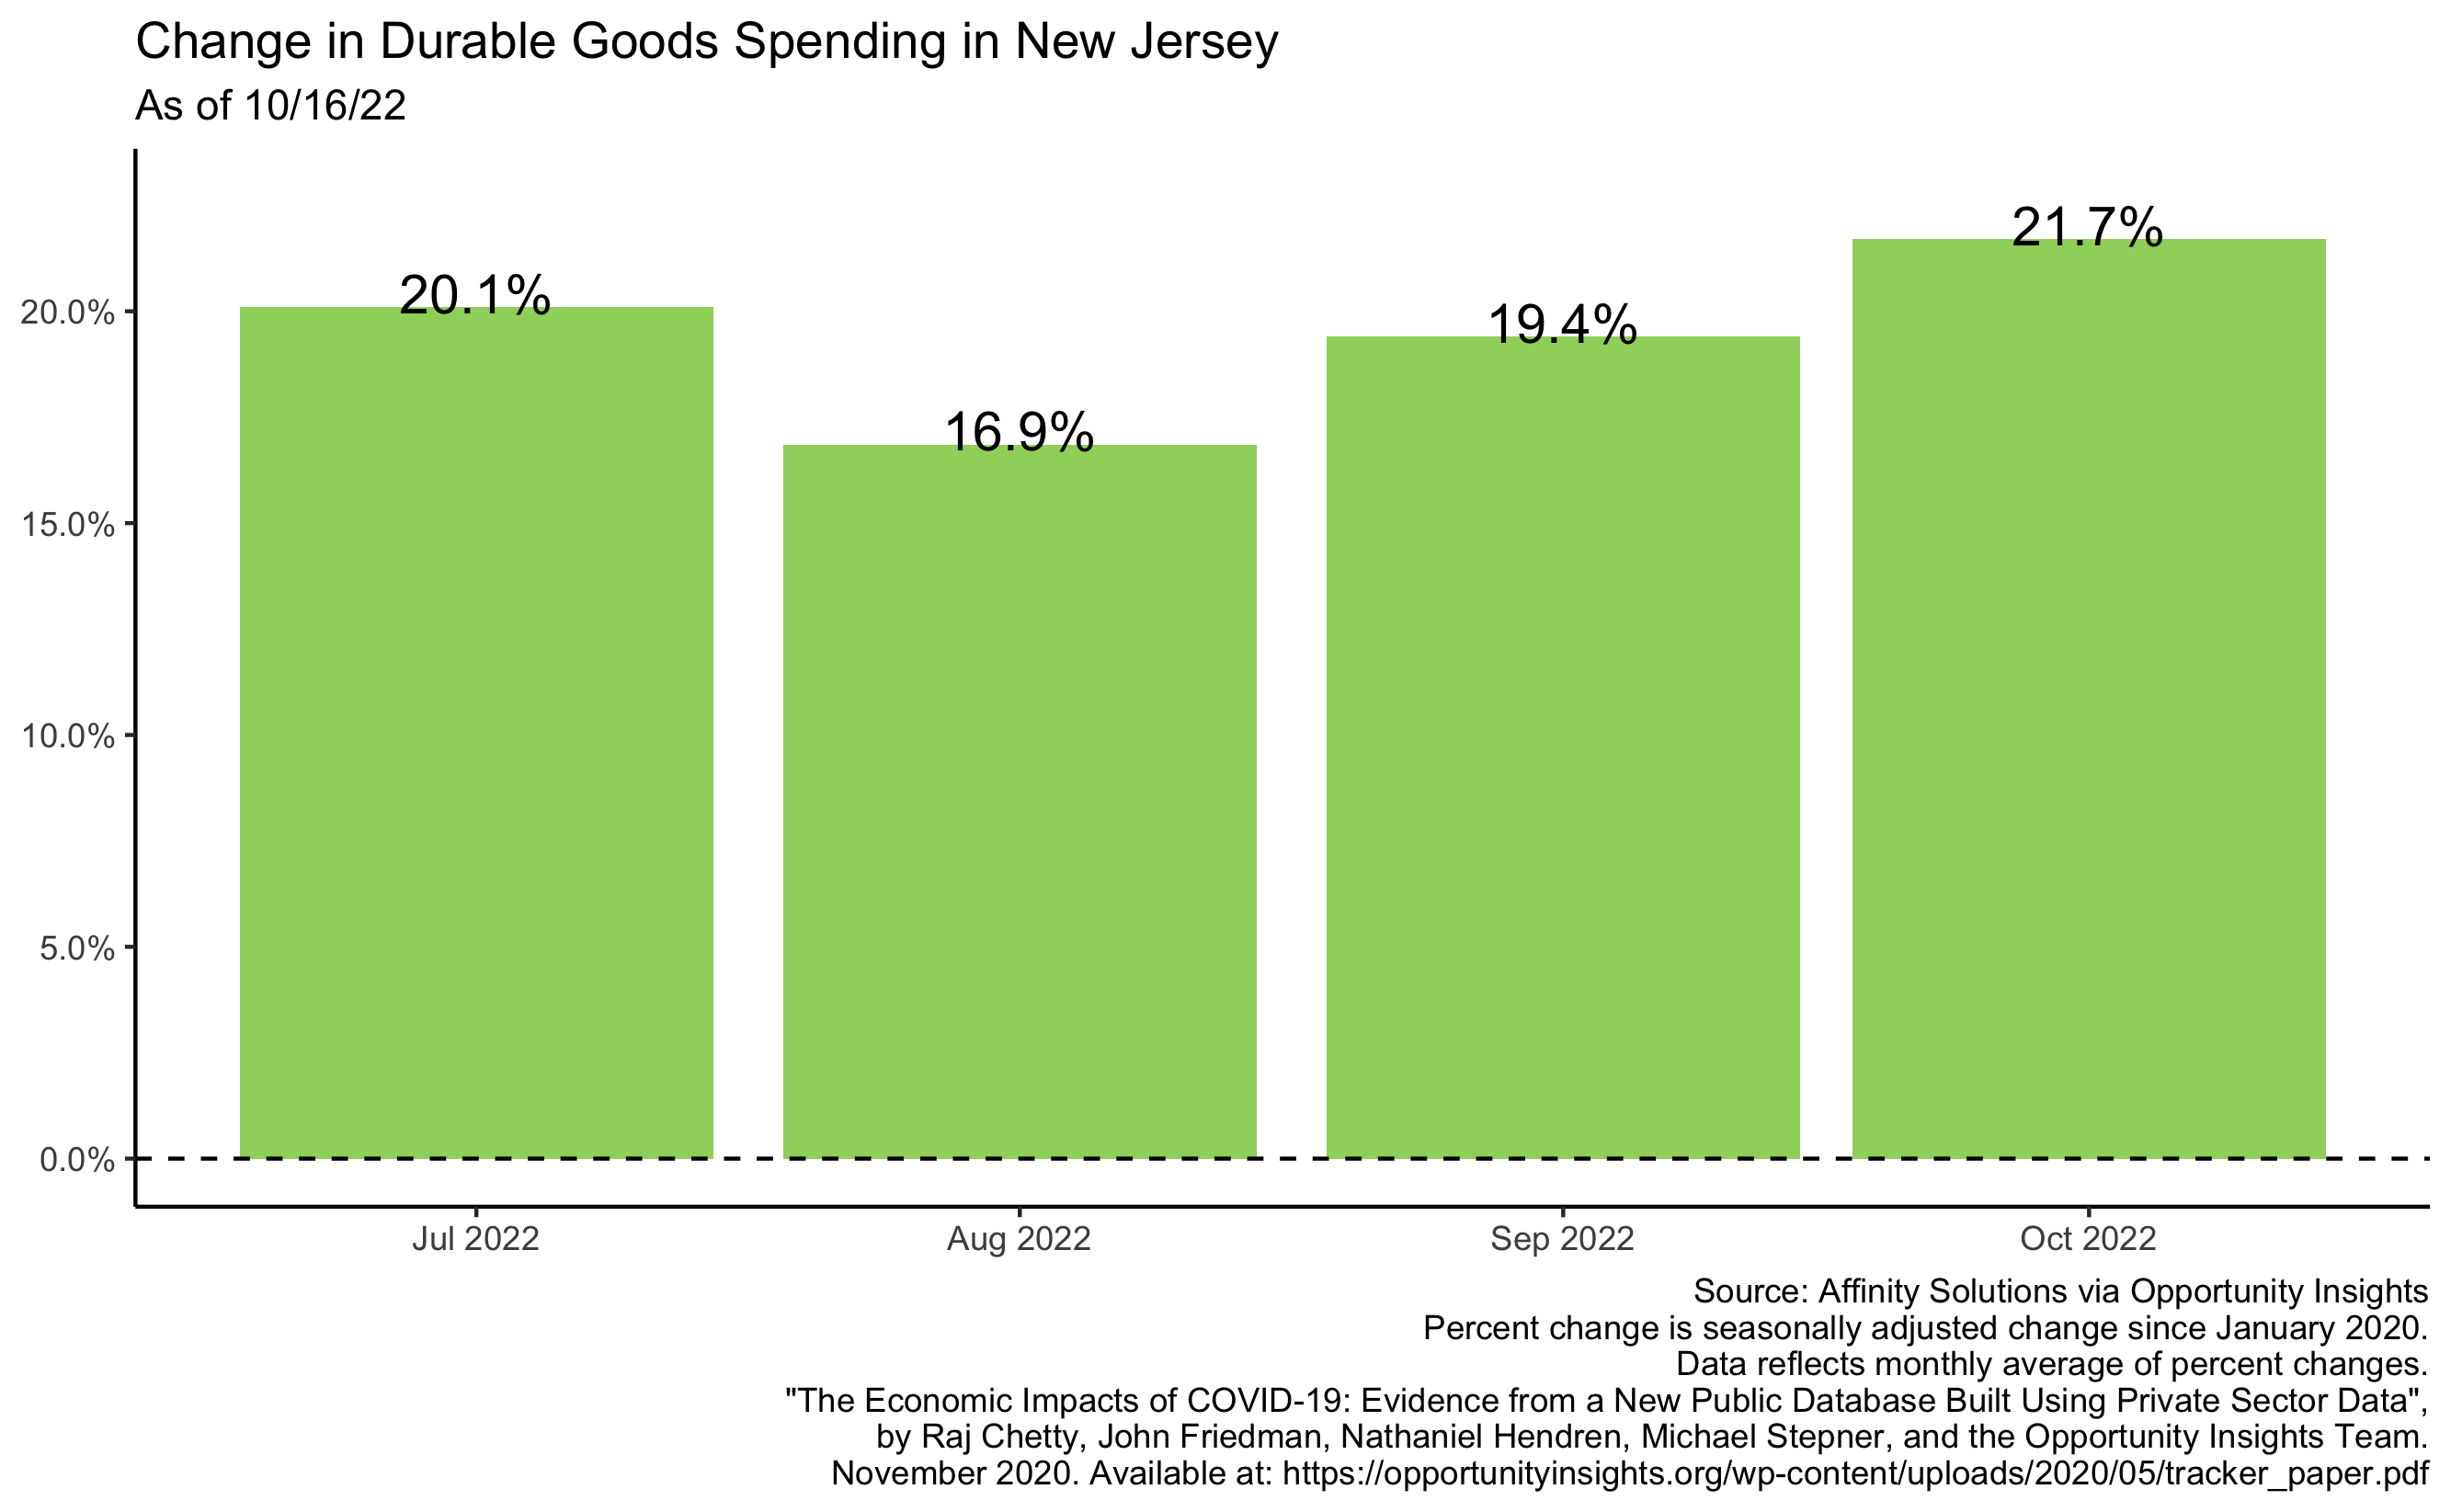 Change in Durable Goods Spending in New Jersey
As of 10/16/22
21.7%
20.1%
19.4%
16.9%
20.0%
15.0%
10.0%
5.0%
0.0%
Jul 2022
Aug 2022
Sep 2022
Oct 2022
Source: Affinity Solutions via Opportunity Insights
Percent change is seasonally adjusted change since January 2020.
Data reflects monthly average of percent changes.
"The Economic Impacts of COVID-19: Evidence from a New Public Database Built Using Private Sector Data",
by Raj Chetty, John Friedman, Nathaniel Hendren, Michael Stepner, and the Opportunity Insights Team.
November 2020. Available at: https://opportunityinsights.org/wp-content/uploads/2020/05/tracker_paper.pdf